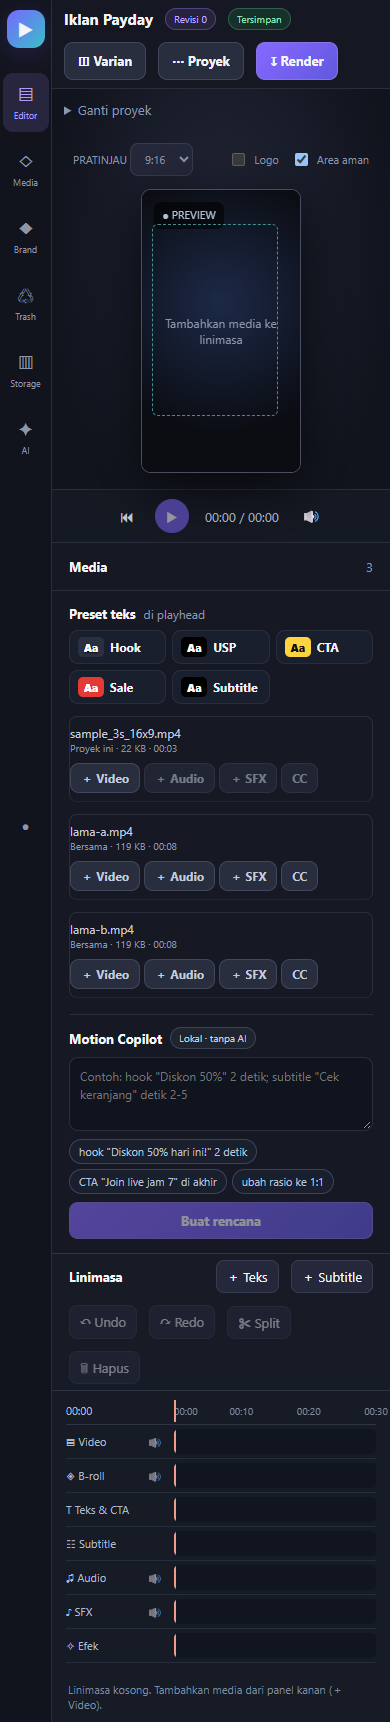 Iklan Payday Revisi 0 Tersimpan
Varian Proyek Render
Editor
Media
Brand
Trash
Storage
AI
Ganti proyek
PRATINJAU 9:16 Logo Area aman
PREVIEW
Tambahkan media ke
linimasa
00:00 / 00:00
Media 3
Preset teks di playhead
Aa Hook Aa USP Aa CTA
Aa Sale Aa Subtitle
sample_3s_16x9.mp4
Proyek ini · 22 KB · 00:03
+ Video + Audio + SFX CC
lama-a.mp4
Bersama · 119 KB · 00:08
+ Video + Audio + SFX CC
lama-b.mp4
Bersama · 119 KB · 00:08
+ Video + Audio + SFX CC
Motion Copilot Lokal · tanpa AI
Contoh: hook "Diskon 50%" 2 detik; subtitle "Cek
keranjang" detik 2-5
hook "Diskon 50% hari ini!" 2 detik
CTA "Join live jam 7" di akhir ubah rasio ke 1:1
Buat rencana
Linimasa + Teks + Subtitle
Undo Redo Split
Hapus
00:00 00:00 00:10 00:20 00:30
Video
B-roll
T Teks & CTA
Subtitle
Audio
SFX
Efek
Linimasa kosong. Tambahkan media dari panel kanan (+
Video).